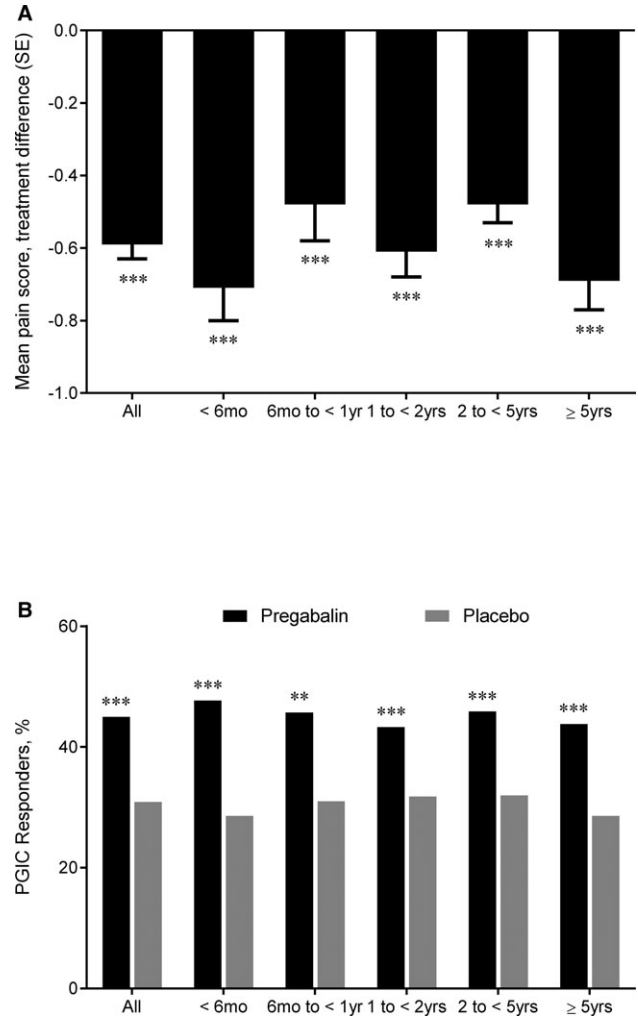 A
Mean pain score, treatment difference (SE)
0.0
-0.2
-0.4
-0.6
-0.8
-1.0
*** *** *** *** *** ***
All < 6mo 6mo to < 1yr 1 to < 2yrs 2 to < 5yrs ≥ 5yrs
B
Pregabalin Placebo
PGIC Responders, %
60
40
20
0
*** *** ** *** *** ***
All < 6mo 6mo to < 1yr 1 to < 2yrs 2 to < 5yrs ≥ 5yrs